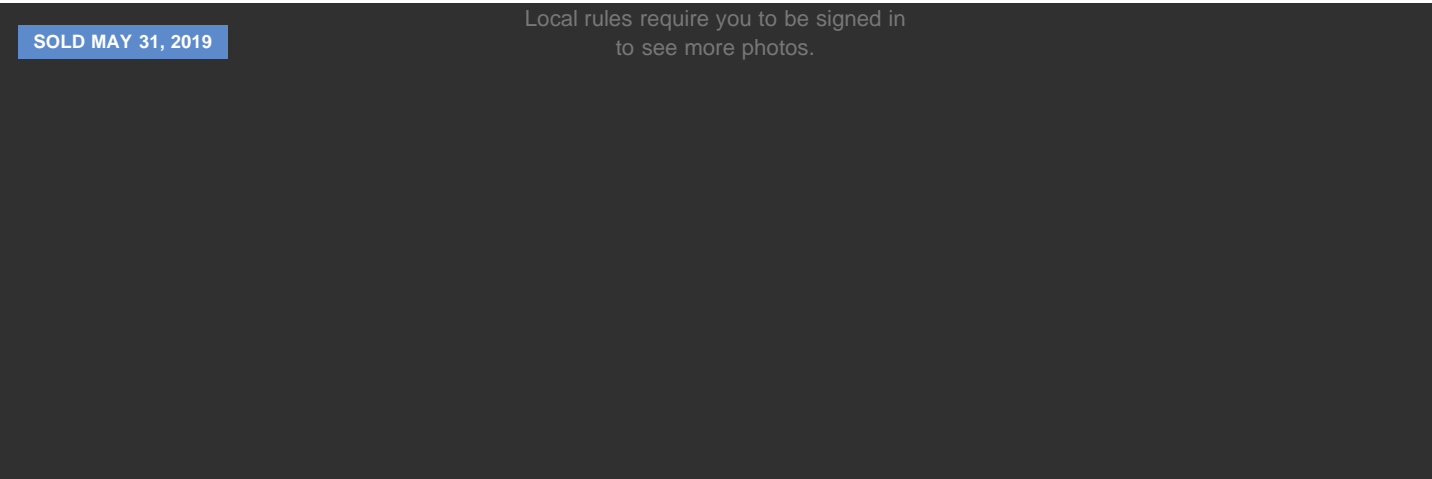 SOLD MAY 31, 2019
Local rules require you to be signed in
to see more photos.